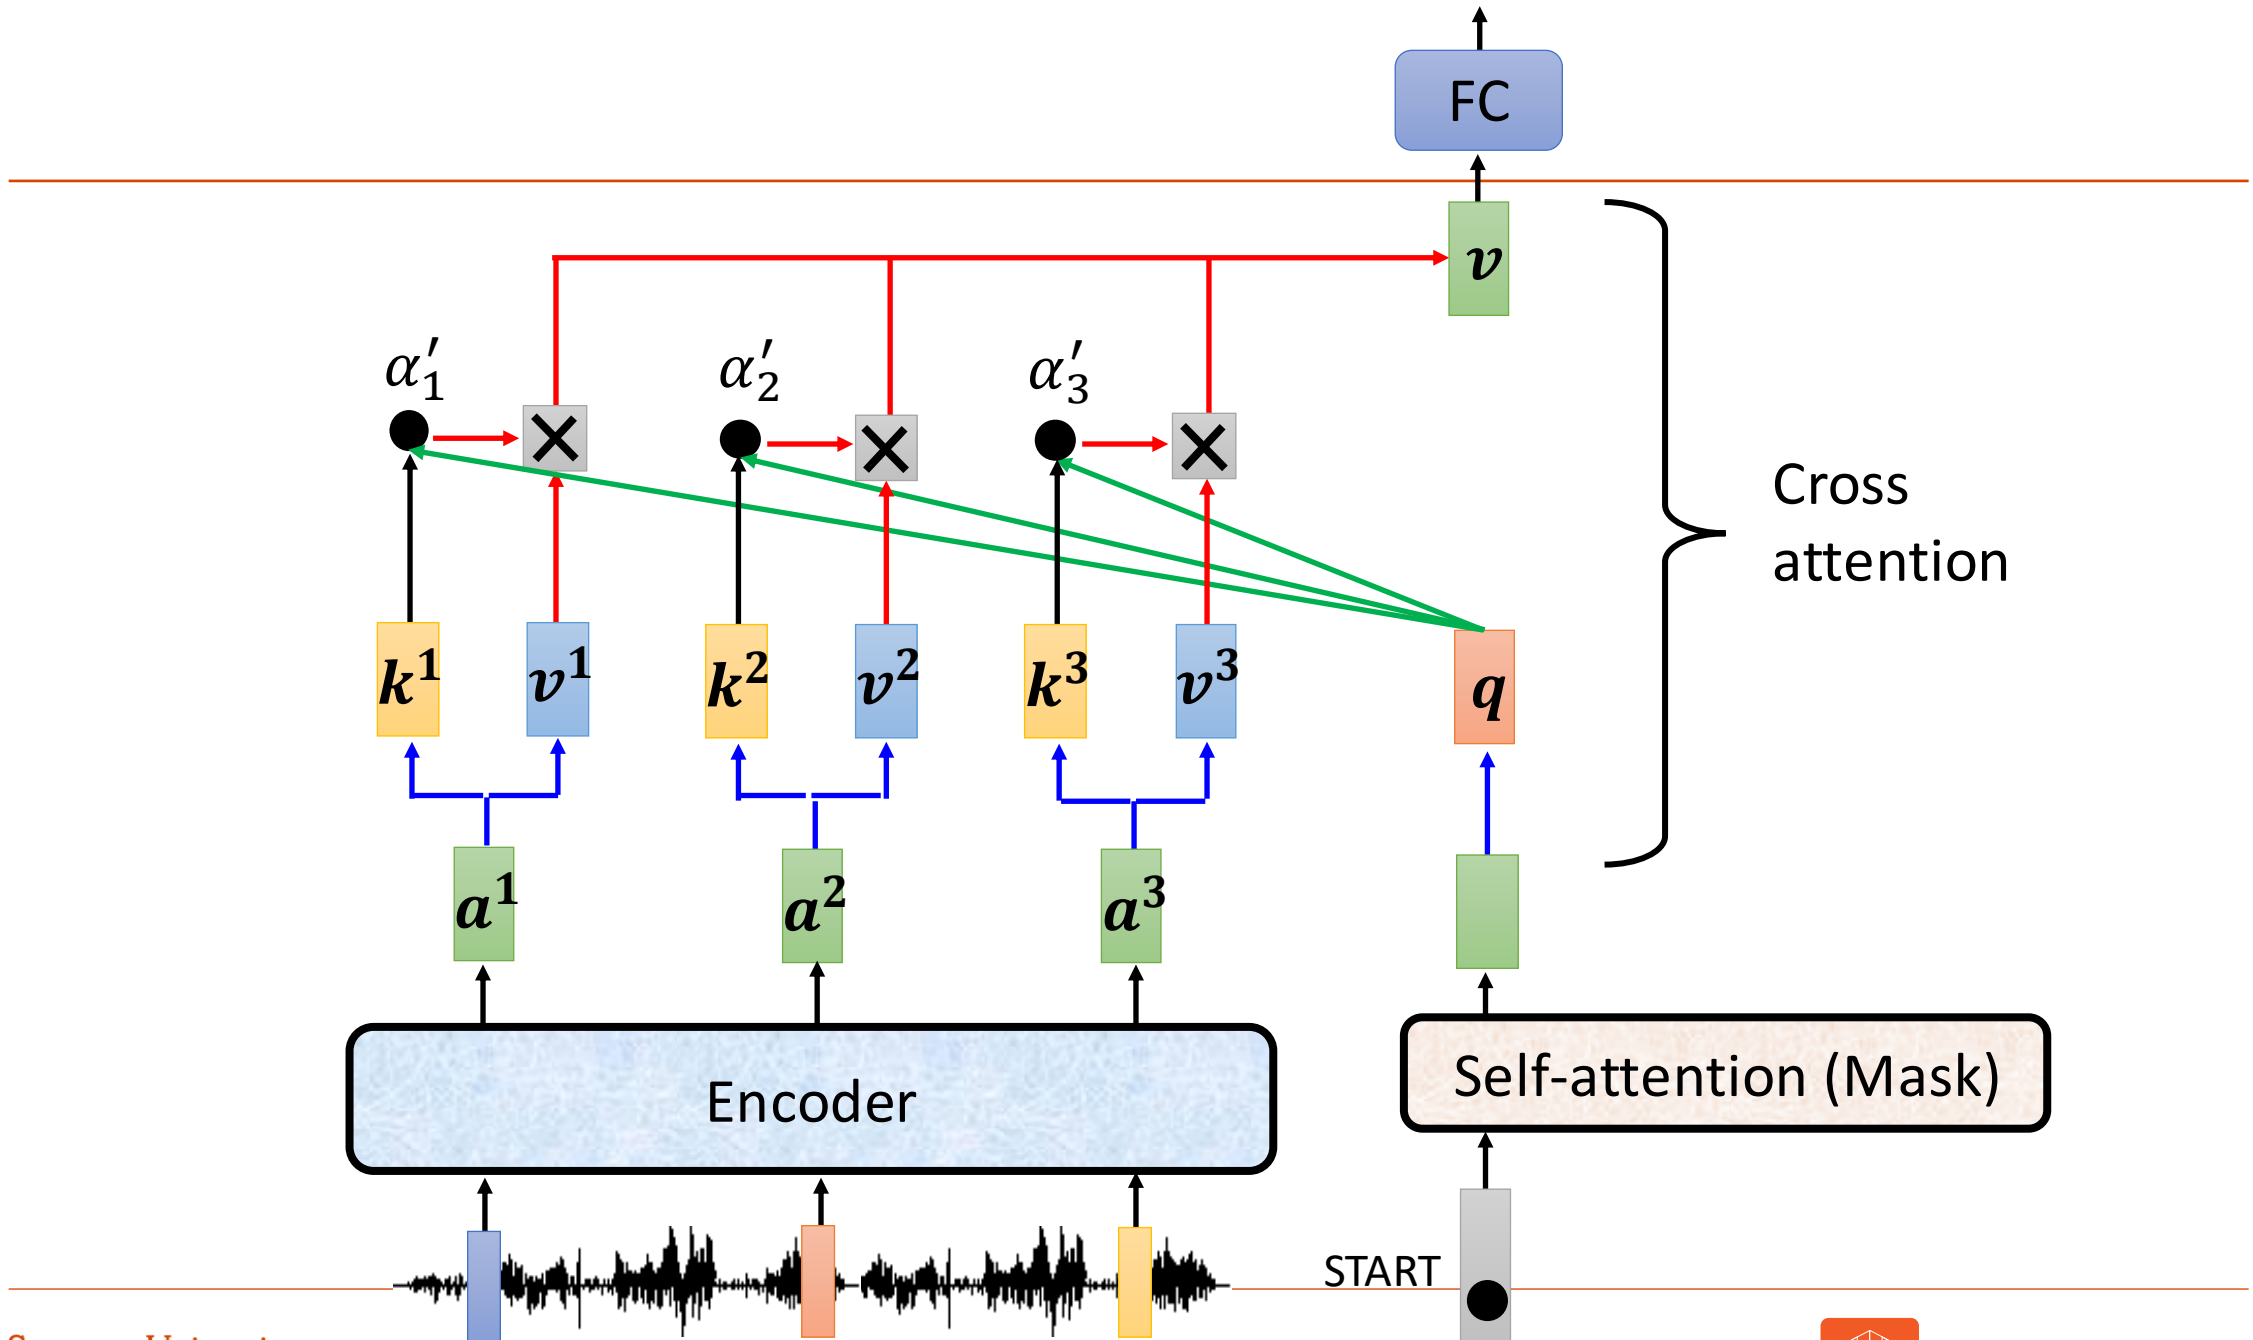 FC
v
α′1 α′2 α′3
Cross
attention
k1 v1 k2 v2 k3 v3 q
a1 a2 a3
Encoder
Self-attention (Mask)
START